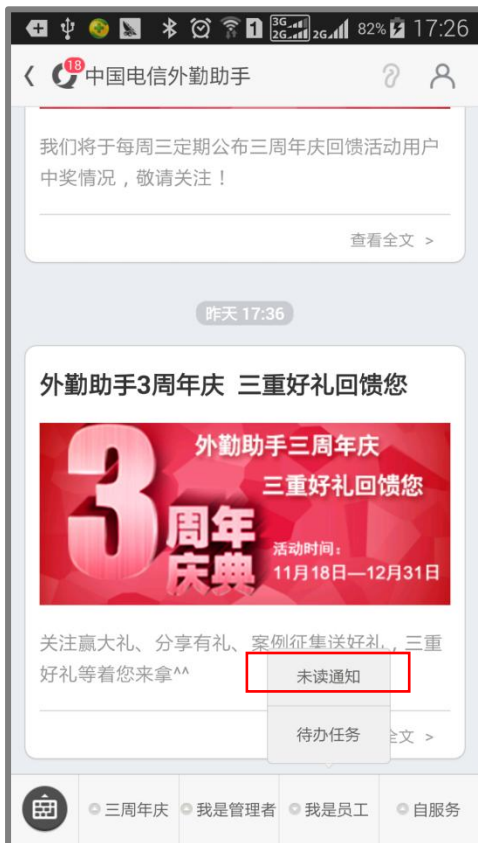 1 3G 2G 2G 82% 17:26
18
中国电信外勤助手
我们将于每周三定期公布三周年庆回馈活动用户
中奖情况，敬请关注！
查看全文 >
昨天 17:36
外勤助手3周年庆 三重好礼回馈您
外勤助手三周年庆
三重好礼回馈您
3
周年
庆典
活动时间：
11月18日—12月31日
关注赢大礼、分享有礼、案例征集送好礼，三重
好礼等着您来拿^^
未读通知
待办任务
全文 >
三周年庆 我是管理者 我是员工 自服务